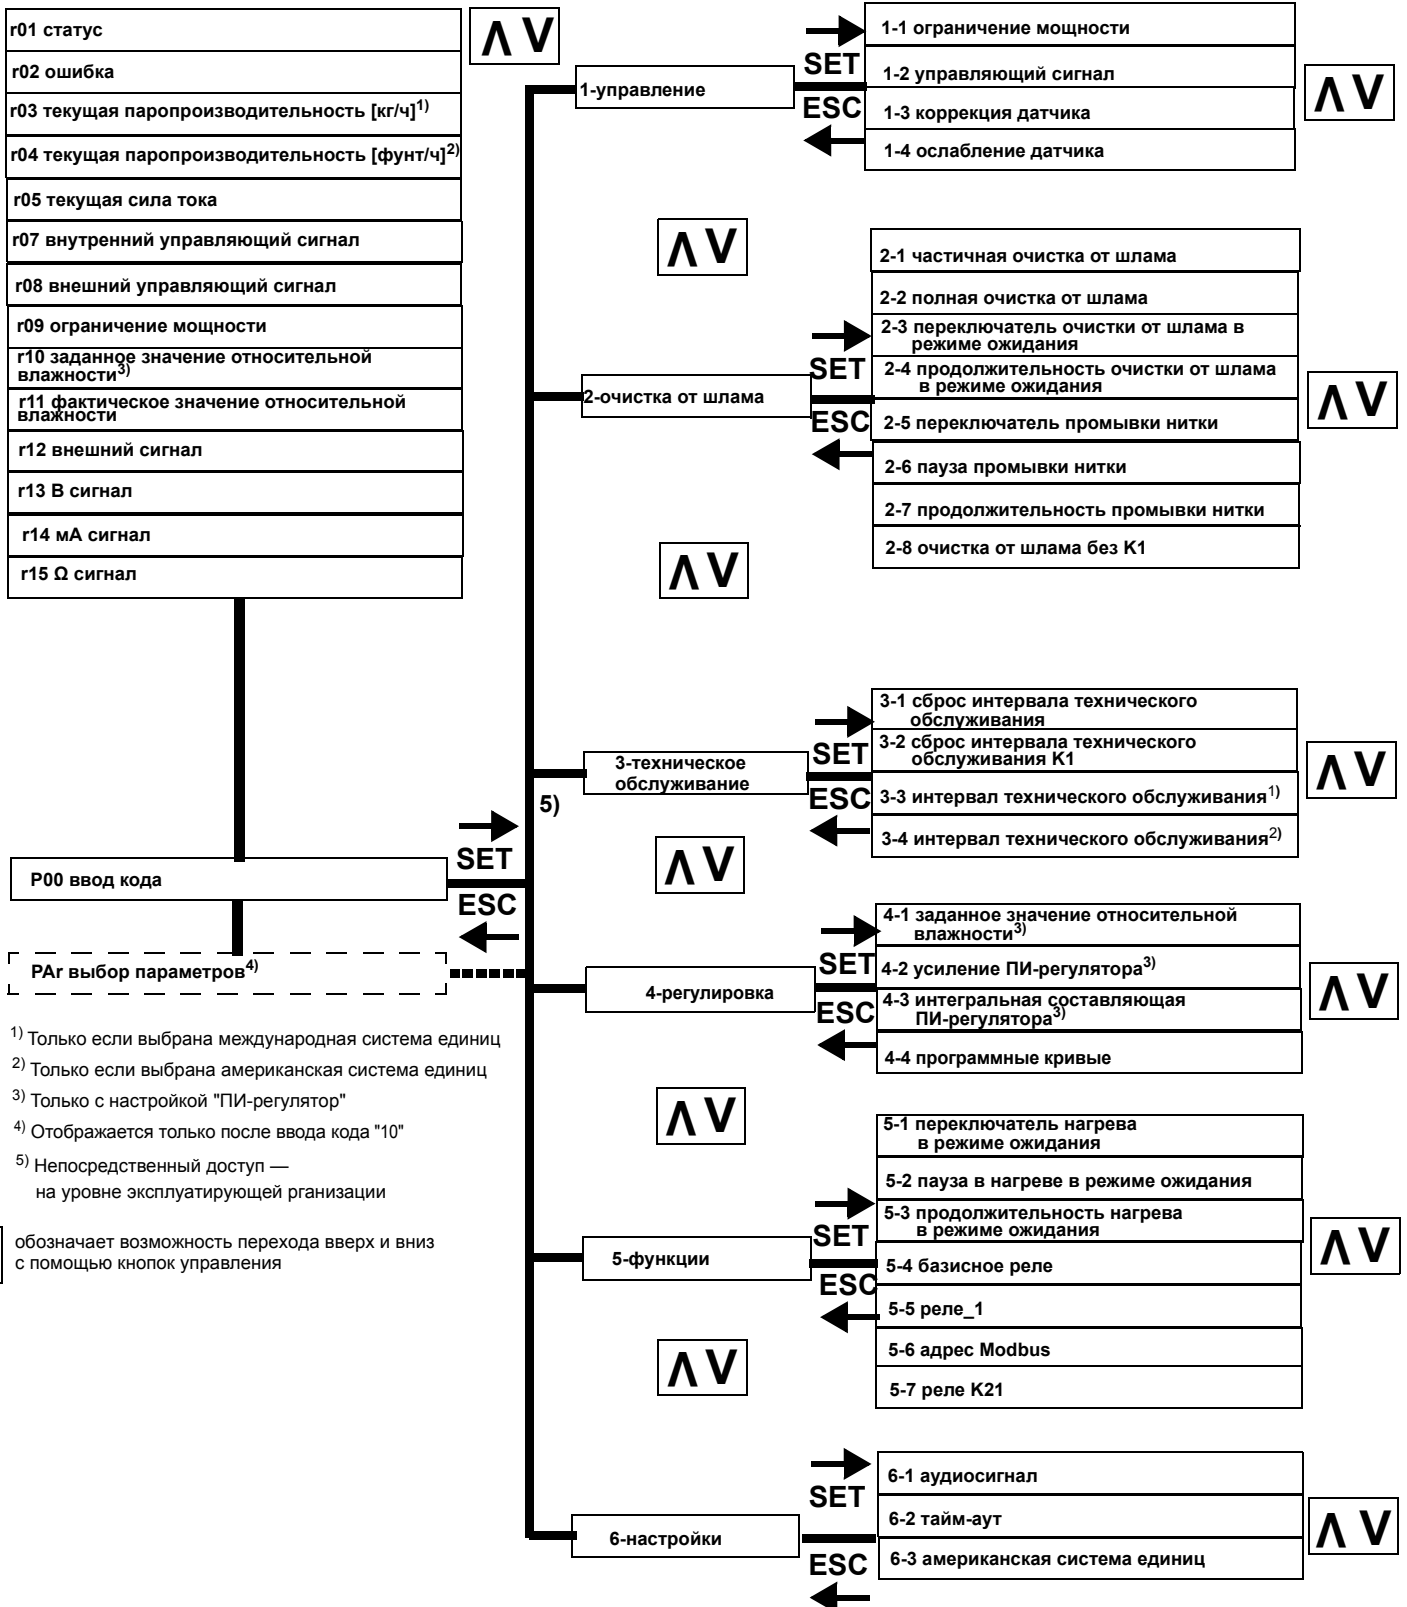 r01 статус
r02 ошибка
r03 текущая паропроизводительность [кг/ч]1)
r04 текущая паропроизводительность [фунт/ч]2)
r05 текущая сила тока
r07 внутренний управляющий сигнал
r08 внешний управляющий сигнал
r09 ограничение мощности
r10 заданное значение относительной
влажности3)
r11 фактическое значение относительной
влажности
r12 внешний сигнал
r13 В сигнал
r14 мА сигнал
r15 Ω сигнал
Λ V
P00 ввод кода
SET
ESC
PAr выбор параметров4)
5)
1-управление
SET
ESC
1-1 ограничение мощности
1-2 управляющий сигнал
1-3 коррекция датчика
1-4 ослабление датчика
Λ V
Λ V
2-очистка от шлама
SET
ESC
2-1 частичная очистка от шлама
2-2 полная очистка от шлама
2-3 переключатель очистки от шлама в
режиме ожидания
2-4 продолжительность очистки от шлама
в режиме ожидания
2-5 переключатель промывки нитки
2-6 пауза промывки нитки
2-7 продолжительность промывки нитки
2-8 очистка от шлама без K1
Λ V
Λ V
3-техническое
обслуживание
SET
ESC
3-1 сброс интервала технического
обслуживания
3-2 сброс интервала технического
обслуживания K1
3-3 интервал технического обслуживания1)
3-4 интервал технического обслуживания2)
Λ V
Λ V
4-регулировка
SET
ESC
4-1 заданное значение относительной
влажности3)
4-2 усиление ПИ-регулятора3)
4-3 интегральная составляющая
ПИ-регулятора3)
4-4 программные кривые
Λ V
Λ V
5-функции
SET
ESC
5-1 переключатель нагрева
в режиме ожидания
5-2 пауза в нагреве в режиме ожидания
5-3 продолжительность нагрева
в режиме ожидания
5-4 базисное реле
5-5 реле_1
5-6 адрес Modbus
5-7 реле K21
Λ V
Λ V
6-настройки
SET
ESC
6-1 аудиосигнал
6-2 тайм-аут
6-3 американская система единиц
Λ V
1) Только если выбрана международная система единиц
2) Только если выбрана американская система единиц
3) Только с настройкой "ПИ-регулятор"
4) Отображается только после ввода кода "10"
5) Непосредственный доступ —
на уровне эксплуатирующей рганизации
обозначает возможность перехода вверх и вниз
с помощью кнопок управления